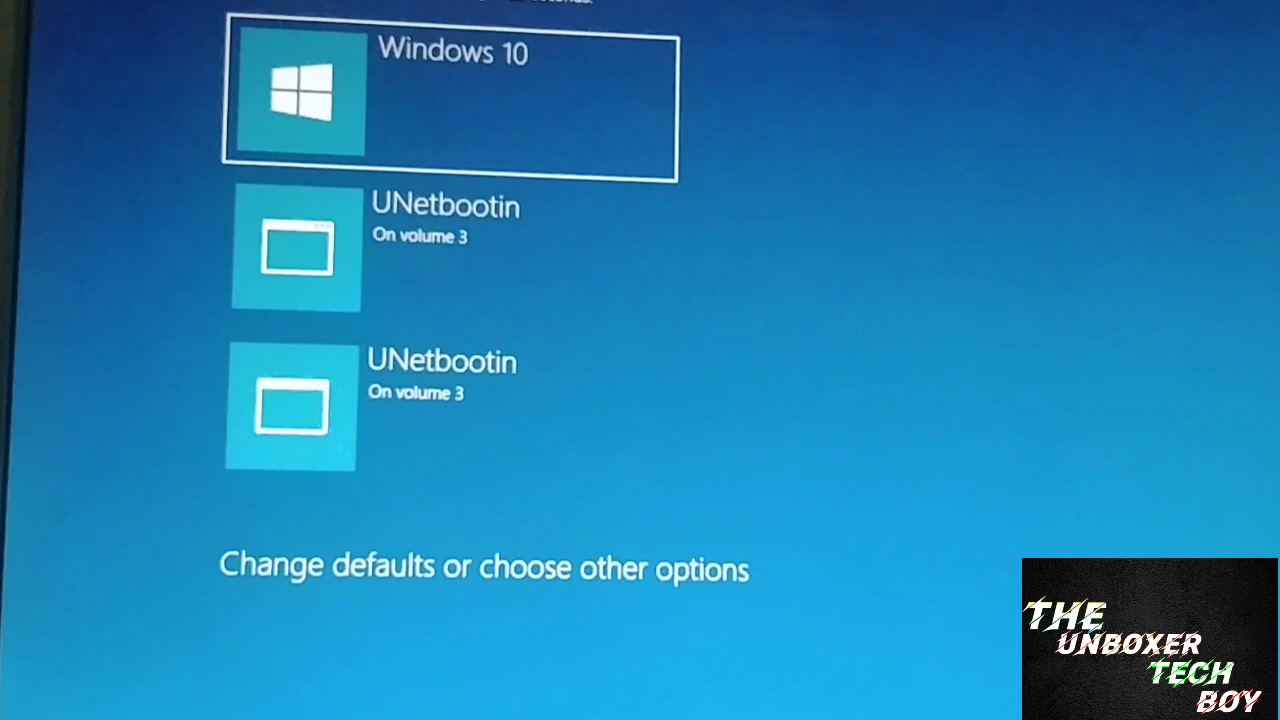 seconds.
Windows 10
UNetbootin
On volume 3
UNetbootin
On volume 3
Change defaults or choose other options
THE
UNBOXER
TECH
BOY